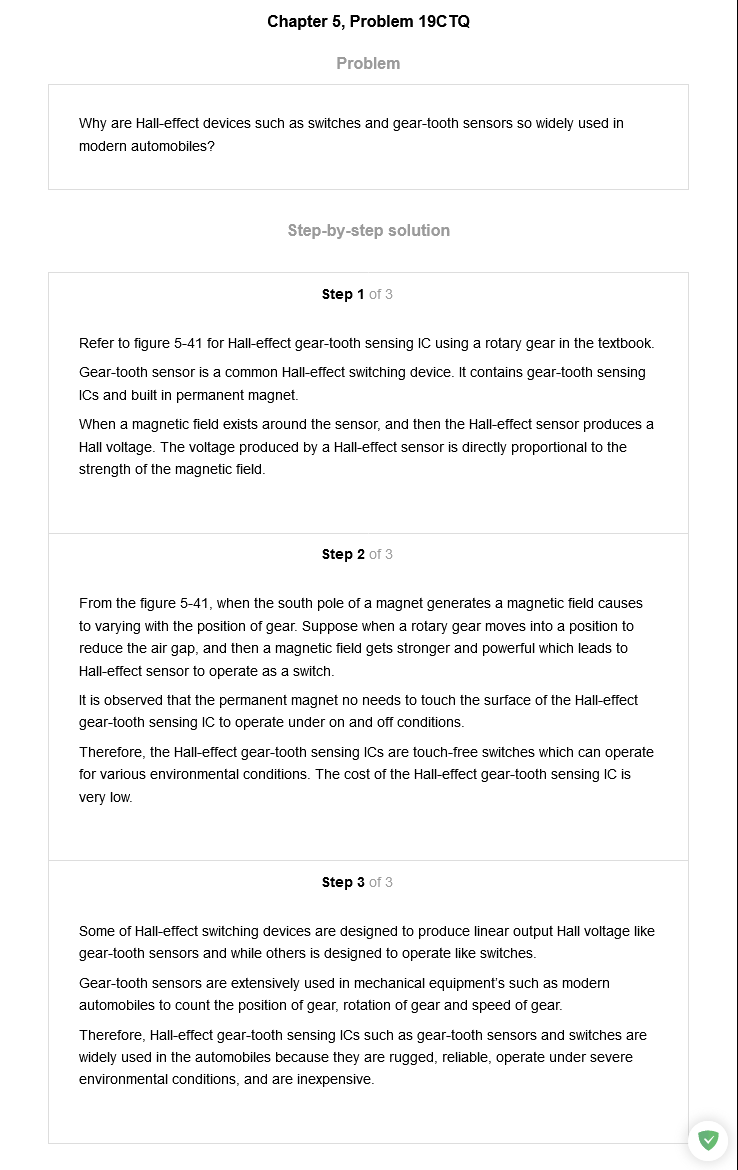 Chapter 5, Problem 19CTQ
Problem
Why are Hall-effect devices such as switches and gear-tooth sensors so widely used in
modern automobiles?
Step-by-step solution
Step 1 of 3
Refer to figure 5-41 for Hall-effect gear-tooth sensing IC using a rotary gear in the textbook.
Gear-tooth sensor is a common Hall-effect switching device. It contains gear-tooth sensing
ICs and built in permanent magnet.
When a magnetic field exists around the sensor, and then the Hall-effect sensor produces a
Hall voltage. The voltage produced by a Hall-effect sensor is directly proportional to the
strength of the magnetic field.
Step 2 of 3
From the figure 5-41, when the south pole of a magnet generates a magnetic field causes
to varying with the position of gear. Suppose when a rotary gear moves into a position to
reduce the air gap, and then a magnetic field gets stronger and powerful which leads to
Hall-effect sensor to operate as a switch.
It is observed that the permanent magnet no needs to touch the surface of the Hall-effect
gear-tooth sensing IC to operate under on and off conditions.
Therefore, the Hall-effect gear-tooth sensing ICs are touch-free switches which can operate
for various environmental conditions. The cost of the Hall-effect gear-tooth sensing IC is
very low.
Step 3 of 3
Some of Hall-effect switching devices are designed to produce linear output Hall voltage like
gear-tooth sensors and while others is designed to operate like switches.
Gear-tooth sensors are extensively used in mechanical equipment's such as modern
automobiles to count the position of gear, rotation of gear and speed of gear.
Therefore, Hall-effect gear-tooth sensing ICs such as gear-tooth sensors and switches are
widely used in the automobiles because they are rugged, reliable, operate under severe
environmental conditions, and are inexpensive.